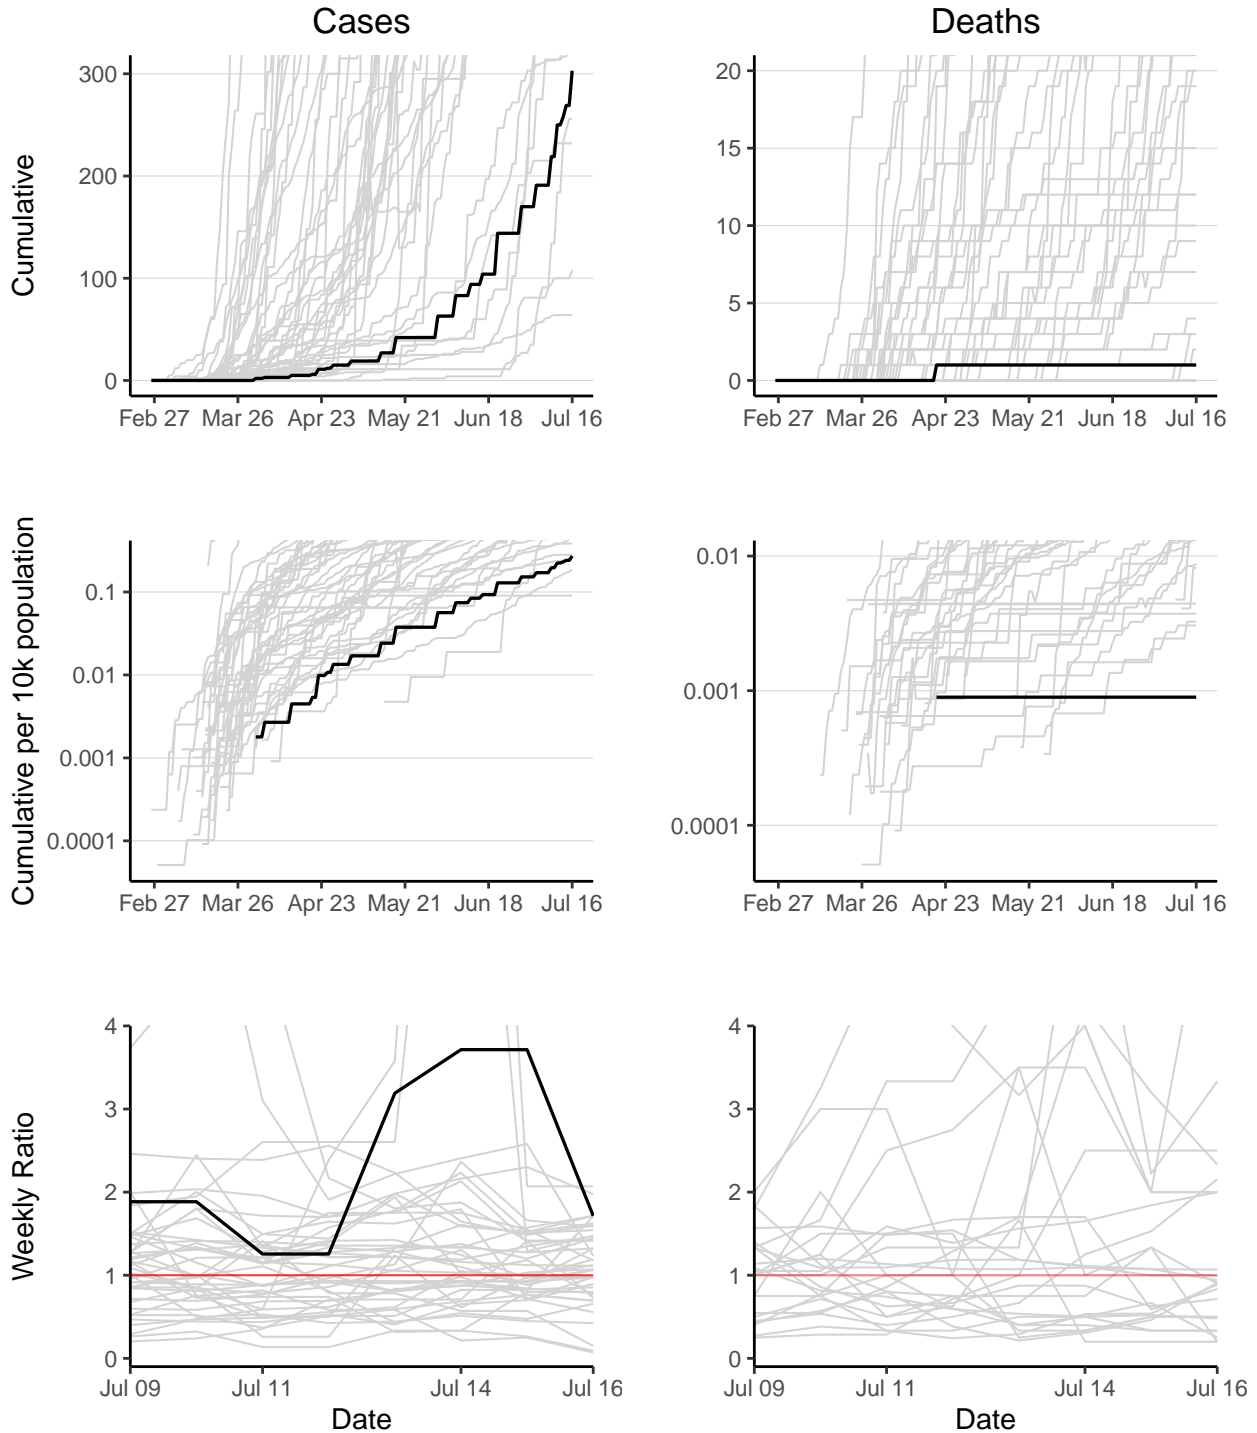 Cases
Deaths
Cumulative
300
200
100
0
Feb 27 Mar 26 Apr 23 May 21 Jun 18 Jul 16
20
15
10
5
0
Feb 27 Mar 26 Apr 23 May 21 Jun 18 Jul 16
Cumulative per 10k population
0.1
0.01
0.001
0.0001
Feb 27 Mar 26 Apr 23 May 21 Jun 18 Jul 16
0.01
0.001
0.0001
Feb 27 Mar 26 Apr 23 May 21 Jun 18 Jul 16
Weekly Ratio
4
3
2
1
0
Jul 09 Jul 11 Jul 14 Jul 16
Date
4
3
2
1
0
Jul 09 Jul 11 Jul 14 Jul 16
Date